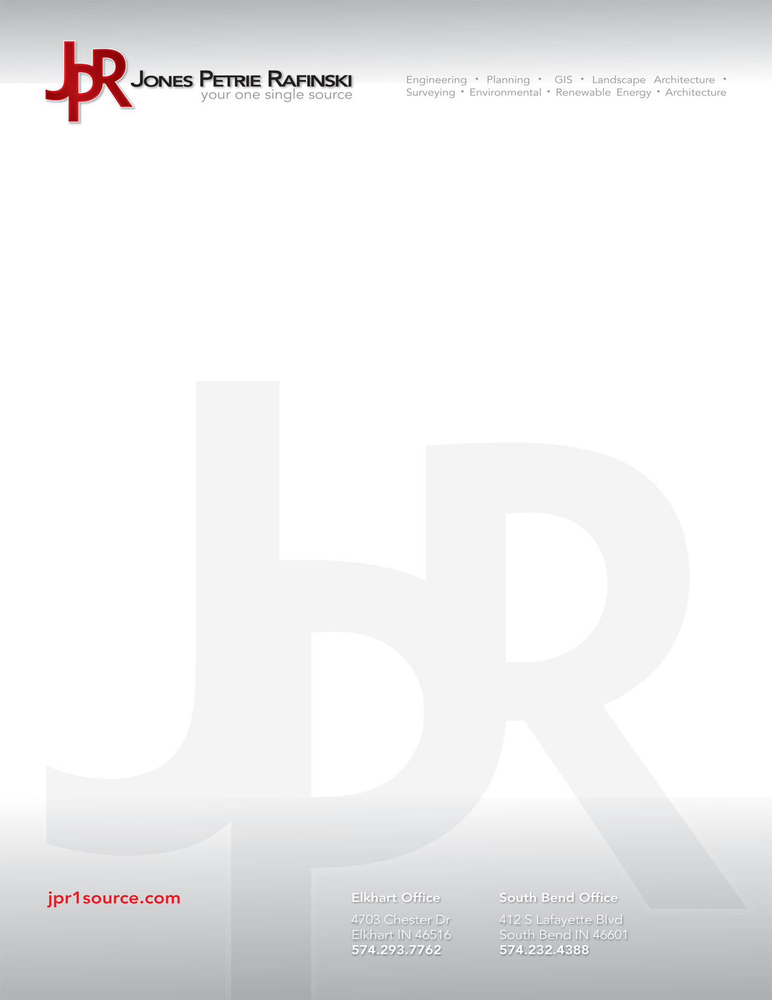 JPR
JONES PETRIE RAFINSKI
your one single source
Engineering • Planning • GIS • Landscape Architecture •
Surveying • Environmental • Renewable Energy • Architecture
JPR
jpr1source.com
Elkhart Office
4703 Chester Dr
Elkhart IN 46516
574.293.7762
South Bend Office
412 S Lafayette Blvd
South Bend IN 46601
574.232.4388